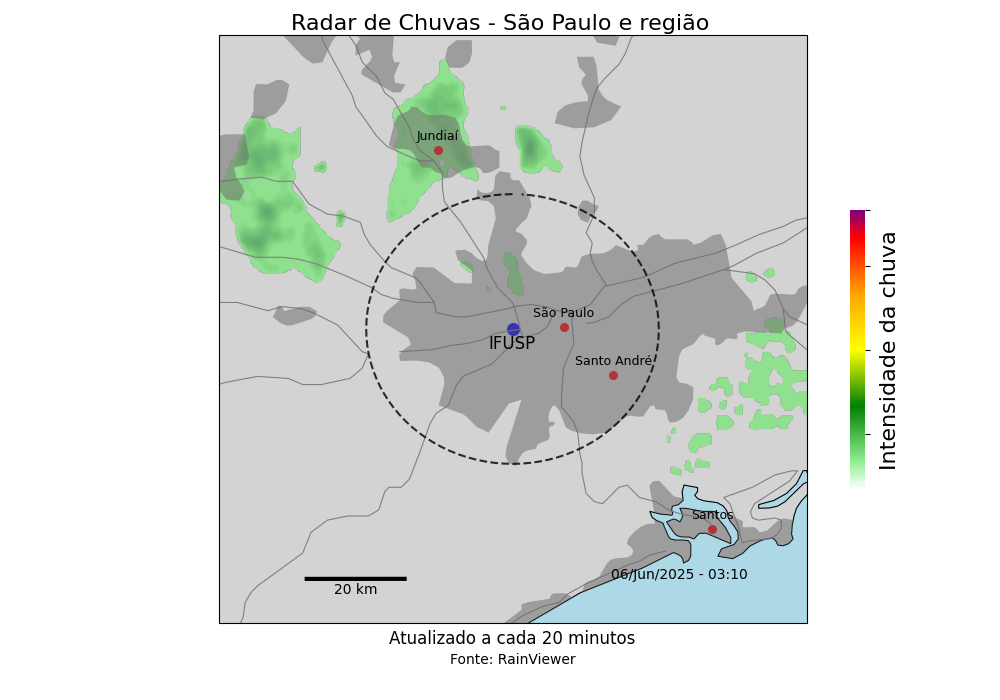 Radar de Chuvas - São Paulo e região
Jundiaí
São Paulo
IFUSP
Santo André
Intensidade da chuva
Santos
06/Jun/2025 - 03:10
20 km
Atualizado a cada 20 minutos
Fonte: RainViewer